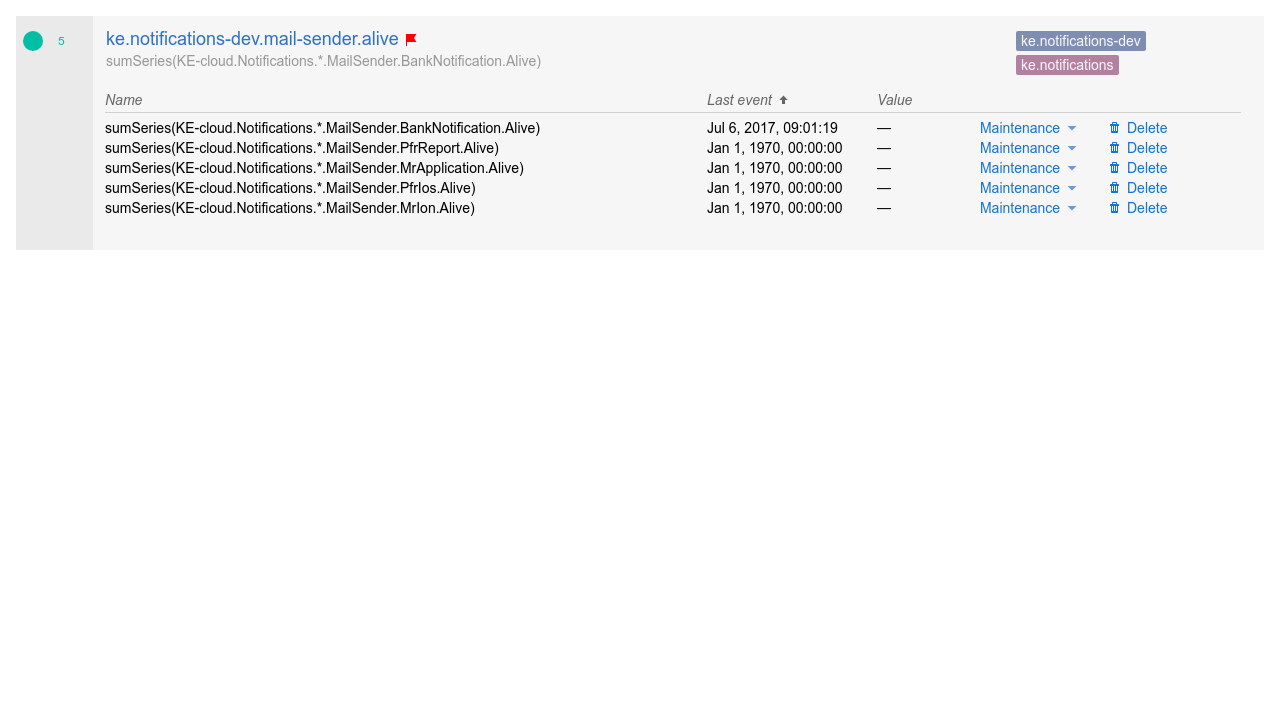 5
ke.notifications-dev.mail-sender.alive
ke.notifications-dev
sumSeries(KE-cloud.Notifications.*.MailSender.BankNotification.Alive)
ke.notifications
Name Last event Value
sumSeries(KE-cloud.Notifications.*.MailSender.BankNotification.Alive) Jul 6, 2017, 09:01:19 — Maintenance Delete
sumSeries(KE-cloud.Notifications.*.MailSender.PfrReport.Alive) Jan 1, 1970, 00:00:00 — Maintenance Delete
sumSeries(KE-cloud.Notifications.*.MailSender.MrApplication.Alive) Jan 1, 1970, 00:00:00 — Maintenance Delete
sumSeries(KE-cloud.Notifications.*.MailSender.PfrIos.Alive) Jan 1, 1970, 00:00:00 — Maintenance Delete
sumSeries(KE-cloud.Notifications.*.MailSender.MrIon.Alive) Jan 1, 1970, 00:00:00 — Maintenance Delete